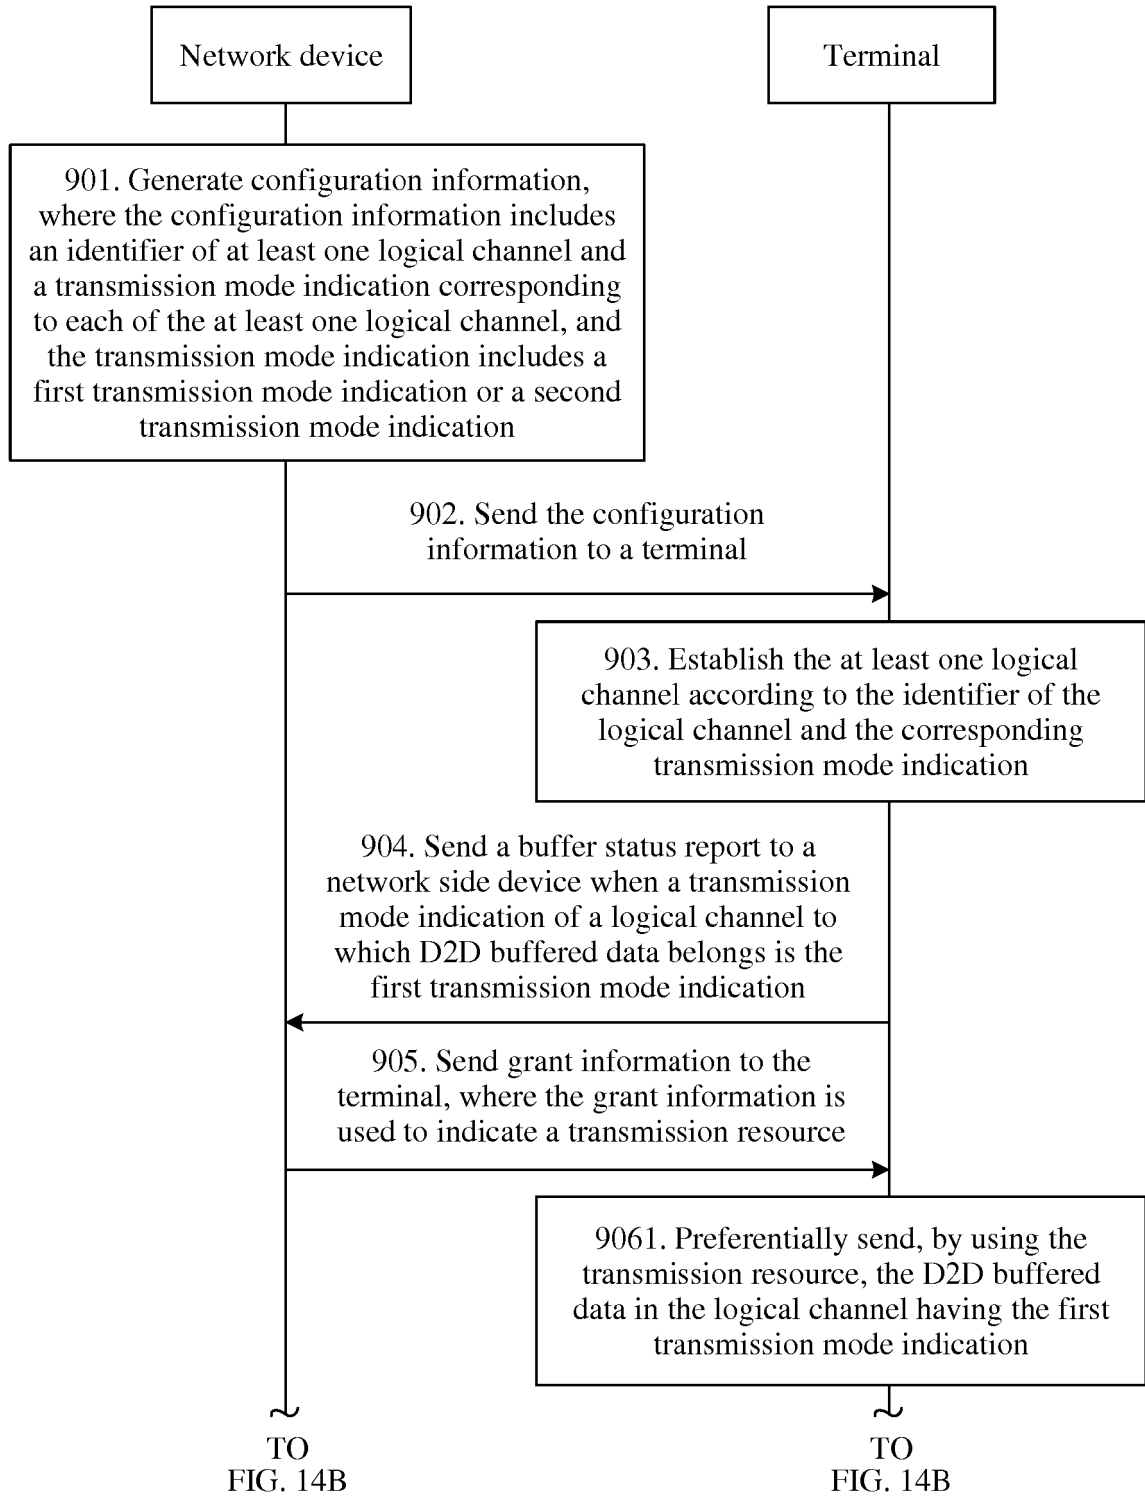 Network device
Terminal
901. Generate configuration information,
where the configuration information includes
an identifier of at least one logical channel and
a transmission mode indication corresponding
to each of the at least one logical channel, and
the transmission mode indication includes a
first transmission mode indication or a second
transmission mode indication
902. Send the configuration
information to a terminal
903. Establish the at least one logical
channel according to the identifier of the
logical channel and the corresponding
transmission mode indication
904. Send a buffer status report to a
network side device when a transmission
mode indication of a logical channel to
which D2D buffered data belongs is the
first transmission mode indication
905. Send grant information to the
terminal, where the grant information is
used to indicate a transmission resource
9061. Preferentially send, by using the
transmission resource, the D2D buffered
data in the logical channel having the first
transmission mode indication
TO
FIG. 14B
TO
FIG. 14B